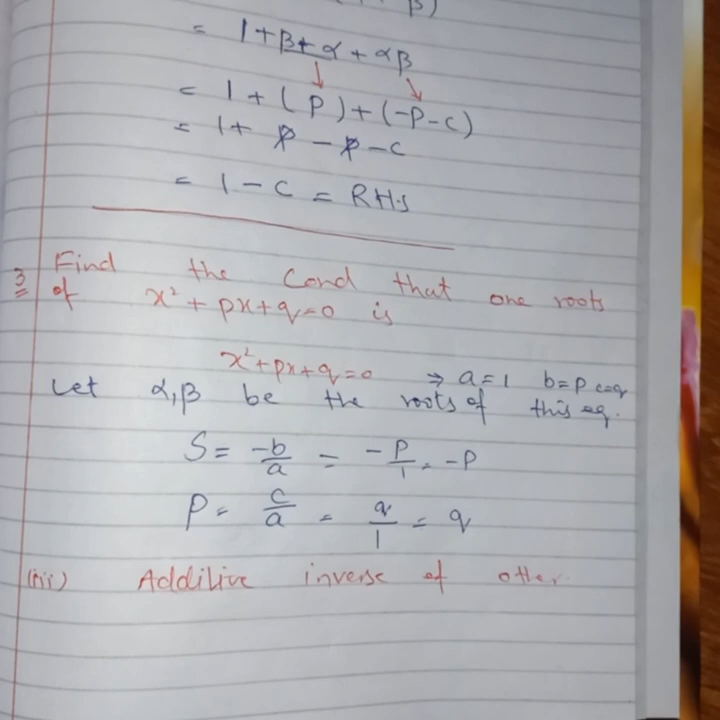 β)
= 1 + β + α + αβ
= 1 + (P) + (-P-c)
= 1 + p - p - c
= 1 - c = RHS
3 Find the Cond that one roots
of x² + px + q = 0 is
x² + px + q = 0 ⇒ a = 1 b = p c=q
Let α, β be the roots of this eq.
S = -b/a = -P/1 = -P
P = c/a = q/1 = q
(iii) Additive inverse of other.